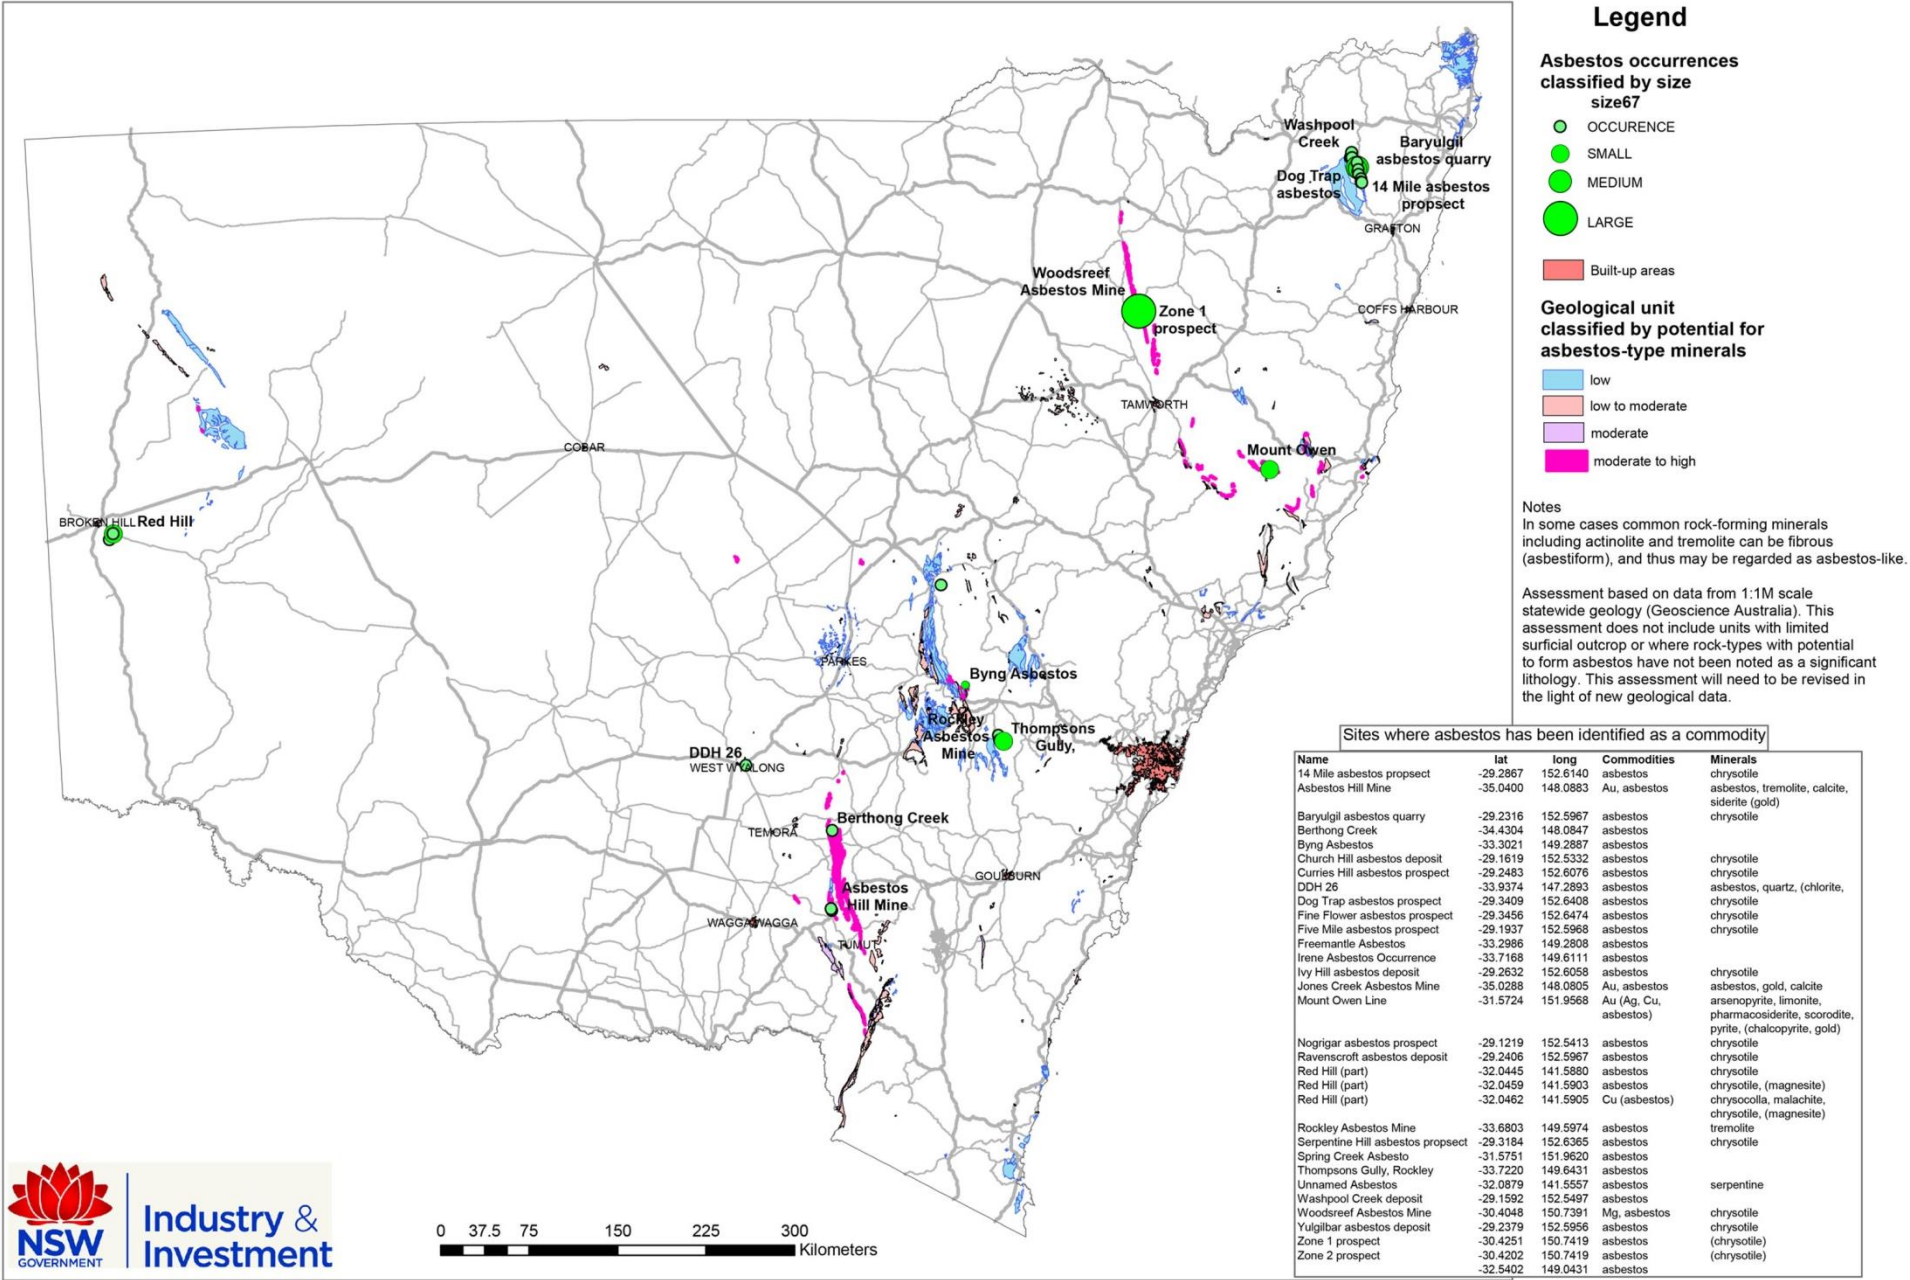 Legend
Asbestos occurrences
classified by size
size67
OCCURENCE
SMALL
MEDIUM
LARGE
Built-up areas
Geological unit
classified by potential for
asbestos-type minerals
low
low to moderate
moderate
moderate to high
Notes
In some cases common rock-forming minerals
including actinolite and tremolite can be fibrous
(asbestiform), and thus may be regarded as asbestos-like.
Assessment based on data from 1:1M scale
statewide geology (Geoscience Australia). This
assessment does not include units with limited
surficial outcrop or where rock-types with potential
to form asbestos have not been noted as a significant
lithology. This assessment will need to be revised in
the light of new geological data.
Washpool
Creek
Baryulgil
asbestos quarry
Dog Trap
asbestos
14 Mile asbestos
propsect
GRAFTON
Woodsreef
Asbestos Mine
Zone 1
prospect
COFFS HARBOUR
TAMWORTH
COBAR
Mount Owen
BROKEN HILL
Red Hill
PARKES
Byng Asbestos
Rockley
Asbestos
Mine
Thompsons
Gully,
DDH 26
WEST WYALONG
Berthong Creek
TEMORA
GOULBURN
Asbestos
Hill Mine
WAGGA WAGGA
TUMUT
Sites where asbestos has been identified as a commodity
Name lat long Commodities Minerals
14 Mile asbestos propsect -29.2867 152.6140 asbestos chrysotile
Asbestos Hill Mine -35.0400 148.0883 Au, asbestos asbestos, tremolite, calcite,
siderite (gold)
Baryulgil asbestos quarry -29.2316 152.5967 asbestos chrysotile
Berthong Creek -34.4304 148.0847 asbestos
Byng Asbestos -33.3021 149.2887 asbestos
Church Hill asbestos deposit -29.1619 152.5332 asbestos chrysotile
Curries Hill asbestos prospect -29.2483 152.6076 asbestos chrysotile
DDH 26 -33.9374 147.2893 asbestos asbestos, quartz, (chlorite,
Dog Trap asbestos prospect -29.3409 152.6408 asbestos chrysotile
Fine Flower asbestos prospect -29.3456 152.6474 asbestos chrysotile
Five Mile asbestos prospect -29.1937 152.5968 asbestos chrysotile
Freemantle Asbestos -33.2986 149.2808 asbestos
Irene Asbestos Occurrence -33.7168 149.6111 asbestos
Ivy Hill asbestos deposit -29.2632 152.6058 asbestos chrysotile
Jones Creek Asbestos Mine -35.0288 148.0805 Au, asbestos asbestos, gold, calcite
Mount Owen Line -31.5724 151.9568 Au (Ag, Cu, arsenopyrite, limonite,
asbestos) pharmacosiderite, scorodite,
pyrite, (chalcopyrite, gold)
Nogrigar asbestos prospect -29.1219 152.5413 asbestos chrysotile
Ravenscroft asbestos deposit -29.2406 152.5967 asbestos chrysotile
Red Hill (part) -32.0445 141.5880 asbestos chrysotile
Red Hill (part) -32.0459 141.5903 asbestos chrysotile, (magnesite)
Red Hill (part) -32.0462 141.5905 Cu (asbestos) chrysocolla, malachite,
chrysotile, (magnesite)
Rockley Asbestos Mine -33.6803 149.5974 asbestos tremolite
Serpentine Hill asbestos propsect -29.3184 152.6365 asbestos chrysotile
Spring Creek Asbesto -31.5751 151.9620 asbestos
Thompsons Gully, Rockley -33.7220 149.6431 asbestos
Unnamed Asbestos -32.0879 141.5557 asbestos serpentine
Washpool Creek deposit -29.1592 152.5497 asbestos
Woodsreef Asbestos Mine -30.4048 150.7391 Mg, asbestos chrysotile
Yulgilbar asbestos deposit -29.2379 152.5956 asbestos chrysotile
Zone 1 prospect -30.4251 150.7419 asbestos (chrysotile)
Zone 2 prospect -30.4202 150.7419 asbestos (chrysotile)
-32.5402 149.0431 asbestos
NSW
GOVERNMENT
Industry &
Investment
0 37.5 75 150 225 300
Kilometers